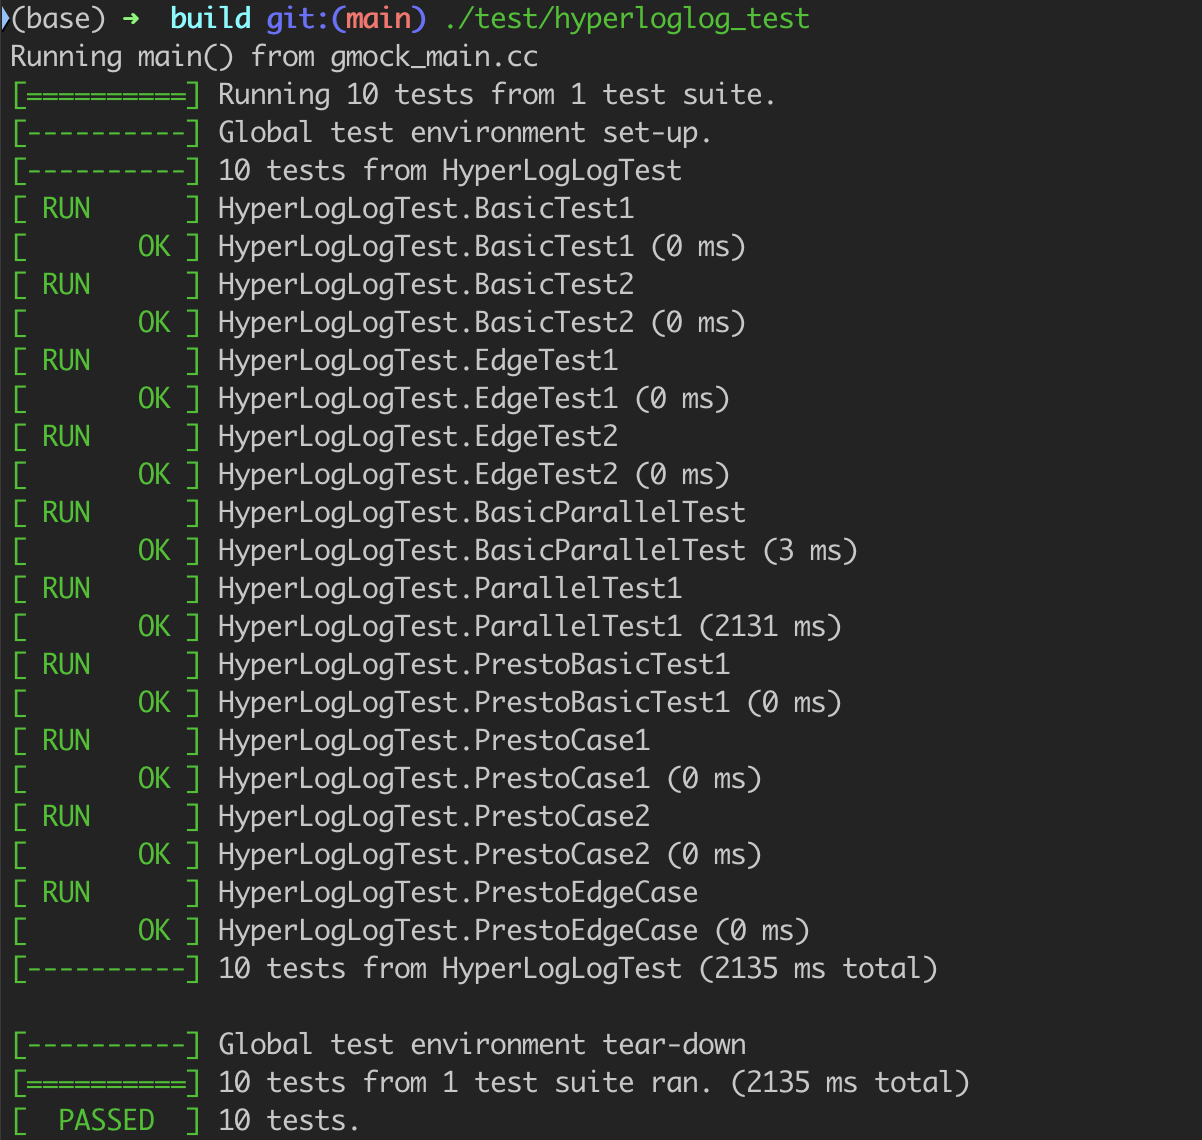 (base) ➜  build git:(main) ./test/hyperloglog_test
Running main() from gmock_main.cc
[==========] Running 10 tests from 1 test suite.
[----------] Global test environment set-up.
[----------] 10 tests from HyperLogLogTest
[ RUN      ] HyperLogLogTest.BasicTest1
[       OK ] HyperLogLogTest.BasicTest1 (0 ms)
[ RUN      ] HyperLogLogTest.BasicTest2
[       OK ] HyperLogLogTest.BasicTest2 (0 ms)
[ RUN      ] HyperLogLogTest.EdgeTest1
[       OK ] HyperLogLogTest.EdgeTest1 (0 ms)
[ RUN      ] HyperLogLogTest.EdgeTest2
[       OK ] HyperLogLogTest.EdgeTest2 (0 ms)
[ RUN      ] HyperLogLogTest.BasicParallelTest
[       OK ] HyperLogLogTest.BasicParallelTest (3 ms)
[ RUN      ] HyperLogLogTest.ParallelTest1
[       OK ] HyperLogLogTest.ParallelTest1 (2131 ms)
[ RUN      ] HyperLogLogTest.PrestoBasicTest1
[       OK ] HyperLogLogTest.PrestoBasicTest1 (0 ms)
[ RUN      ] HyperLogLogTest.PrestoCase1
[       OK ] HyperLogLogTest.PrestoCase1 (0 ms)
[ RUN      ] HyperLogLogTest.PrestoCase2
[       OK ] HyperLogLogTest.PrestoCase2 (0 ms)
[ RUN      ] HyperLogLogTest.PrestoEdgeCase
[       OK ] HyperLogLogTest.PrestoEdgeCase (0 ms)
[----------] 10 tests from HyperLogLogTest (2135 ms total)

[----------] Global test environment tear-down
[==========] 10 tests from 1 test suite ran. (2135 ms total)
[  PASSED  ] 10 tests.